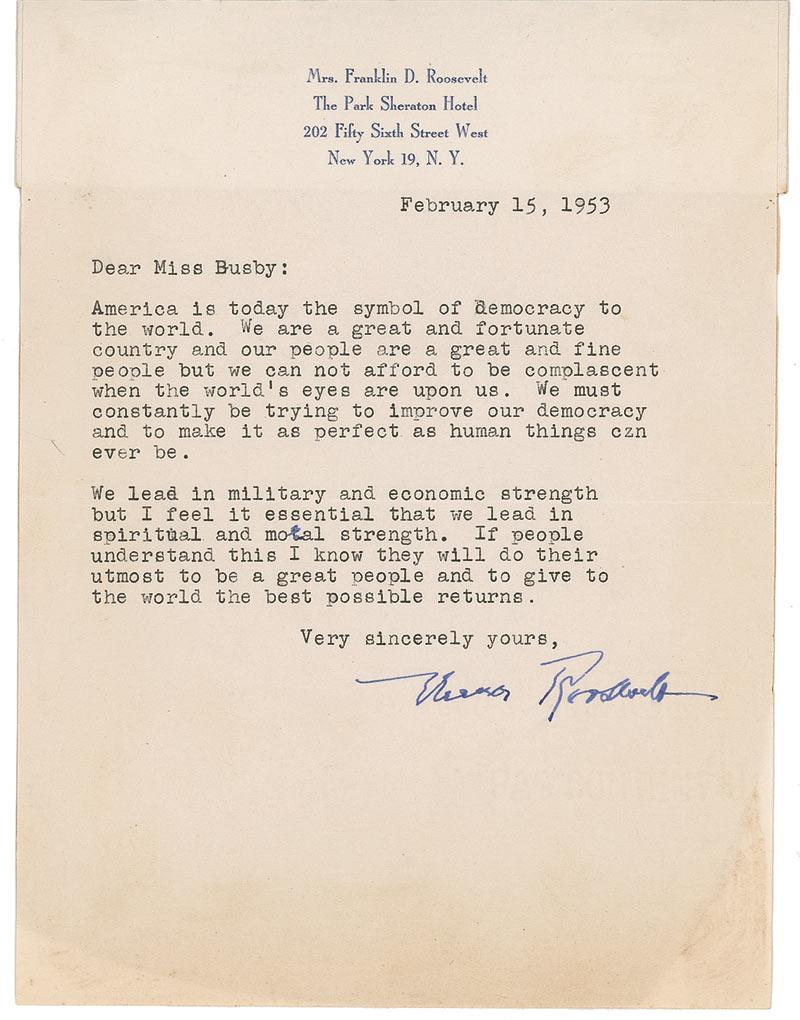 Mrs. Franklin D. Roosevelt
The Park Sheraton Hotel
202 Fifty Sixth Street West
New York 19, N. Y.
February 15, 1953
Dear Miss Busby:
America is today the symbol of democracy to
the world. We are a great and fortunate
country and our people are a great and fine
people but we can not afford to be complascent
when the world's eyes are upon us. We must
constantly be trying to improve our democracy
and to make it as perfect as human things czn
ever be.
We lead in military and economic strength
but I feel it essential that we lead in
spiritual and moral strength. If people
understand this I know they will do their
utmost to be a great people and to give to
the world the best possible returns.
Very sincerely yours,
Eleanor Roosevelt